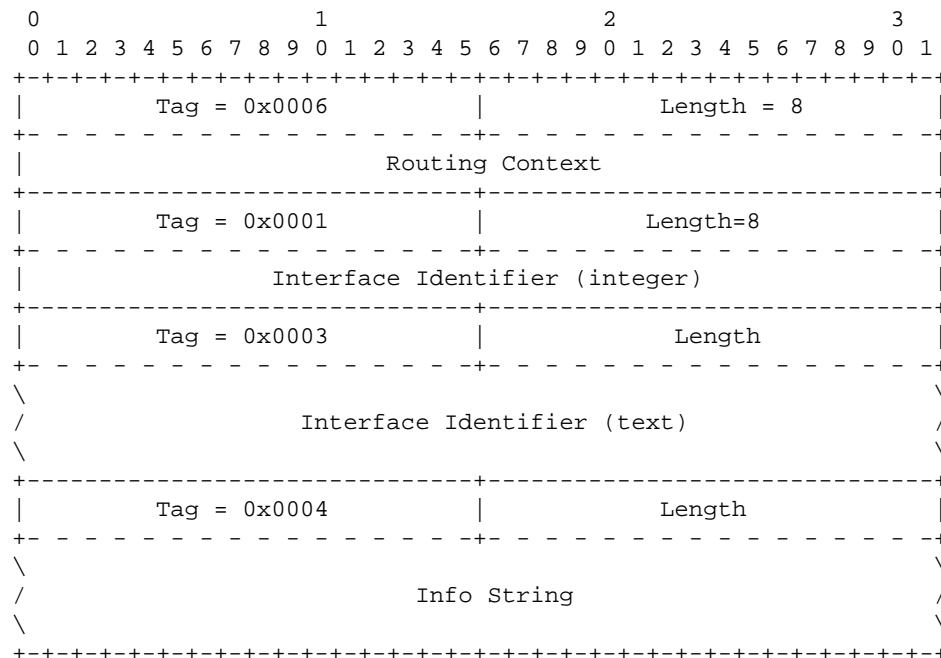 0                   1                   2                   3
 0 1 2 3 4 5 6 7 8 9 0 1 2 3 4 5 6 7 8 9 0 1 2 3 4 5 6 7 8 9 0 1
+-+-+-+-+-+-+-+-+-+-+-+-+-+-+-+-+-+-+-+-+-+-+-+-+-+-+-+-+-+-+-+-+
|         Tag = 0x0006          |            Length = 8         |
+- - - - - - - - - - - - - - - -+- - - - - - - - - - - - - - - -+
|                         Routing Context                       |
+-------------------------------+-------------------------------+
|         Tag = 0x0001          |           Length=8            |
+- - - - - - - - - - - - - - - -+- - - - - - - - - - - - - - - -+
|                 Interface Identifier (integer)                |
+-------------------------------+-------------------------------+
|         Tag = 0x0003          |             Length            |
+- - - - - - - - - - - - - - - -+- - - - - - - - - - - - - - - -+
\                                                               \
/                   Interface Identifier (text)                 /
\                                                               \
+-------------------------------+-------------------------------+
|         Tag = 0x0004          |            Length             |
+- - - - - - - - - - - - - - - -+- - - - - - - - - - - - - - - -+
\                                                               \
/                           Info String                         /
\                                                               \
+-+-+-+-+-+-+-+-+-+-+-+-+-+-+-+-+-+-+-+-+-+-+-+-+-+-+-+-+-+-+-+-+